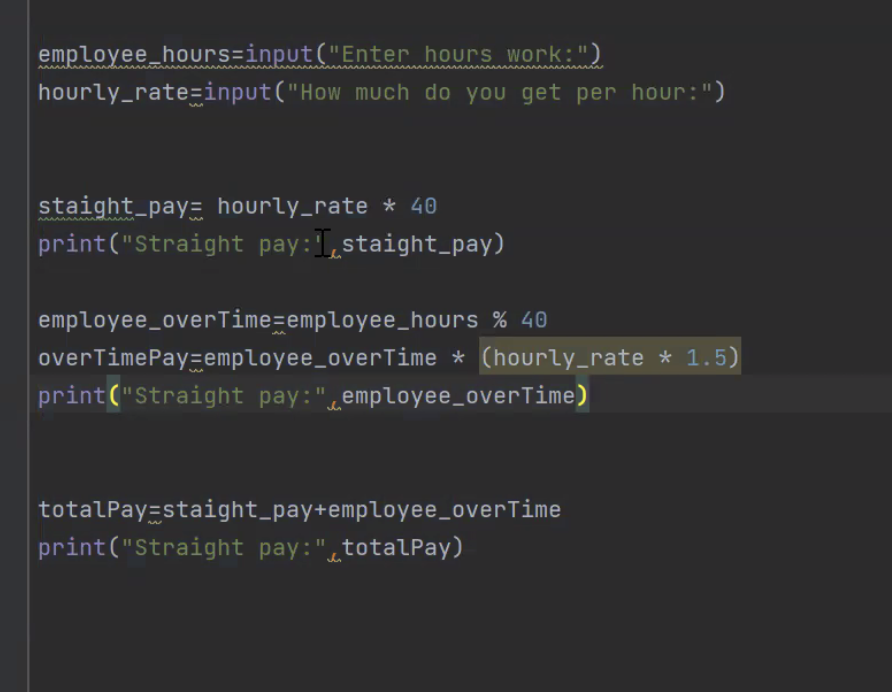 employee_hours=input("Enter hours work:")
hourly_rate=input("How much do you get per hour:")
staight_pay= hourly_rate * 40
print("Straight pay:",staight_pay)
employee_overTime=employee_hours % 40
overTimePay=employee_overTime * (hourly_rate * 1.5)
print("Straight pay:",employee_overTime)
totalPay=staight_pay+employee_overTime
print("Straight pay:",totalPay)